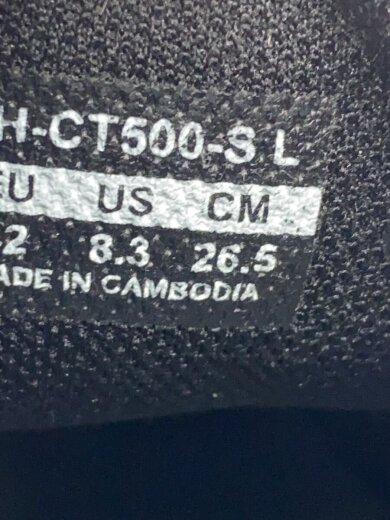 H-CT500-S L
EU US CM
2 8.3 26.5
ADE IN CAMBODIA